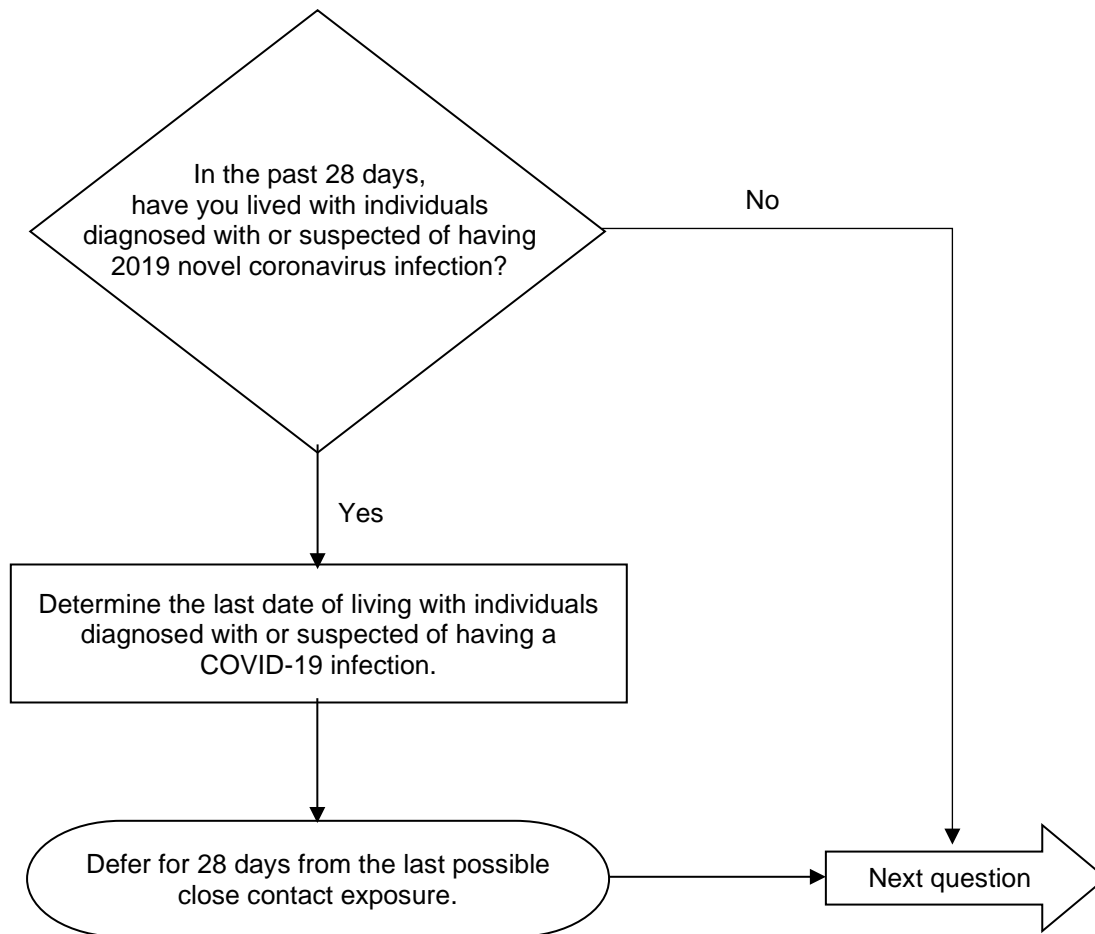 In the past 28 days,
have you lived with individuals
diagnosed with or suspected of having
2019 novel coronavirus infection?
No
Yes
Determine the last date of living with individuals
diagnosed with or suspected of having a
COVID-19 infection.
Defer for 28 days from the last possible
close contact exposure.
Next question